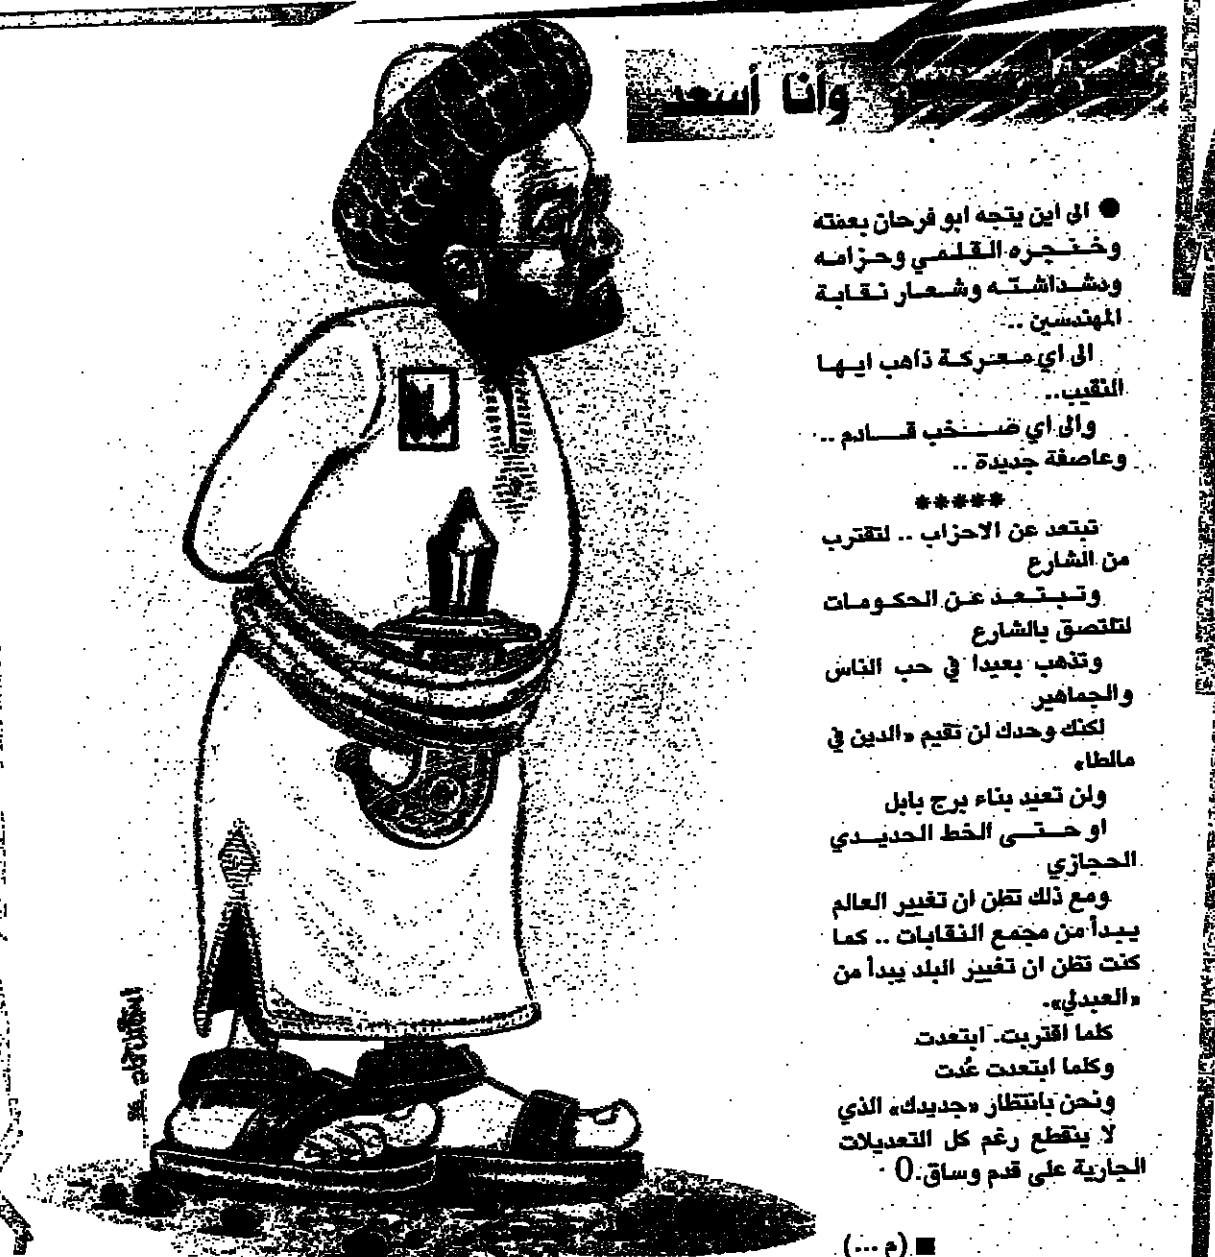 وانا أسعد
● الى اين يتجه ابو فرحان بعمته
وخنجره القلمي وحزامه
ودشداشته وشعار نقابة
المهندسين ..
الى اي معركة ذاهب ايها
النقيب..
والى اي صخب قادم ..
وعاصفة جديدة ..
*****
تبتعد عن الاحزاب .. لتقترب
من الشارع
وتبتعد عن الحكومات
لتلتصق بالشارع
وتذهب بعيدا في حب الناس
والجماهير
لكنك وحدك لن تقيم «الدين في
مالطا»
ولن تعيد بناء برج بابل
او حتى الخط الحديدي
الحجازي
ومع ذلك تظن ان تغيير العالم
يبدأ من مجمع النقابات .. كما
كنت تظن ان تغيير البلد يبدأ من
«العبدلي».
كلما اقتربت. ابتعدت
وكلما ابتعدت عُدت
ونحن بانتظار «جديدك» الذي
لا ينقطع رغم كل التعديلات
الجارية على قدم وساق.0
■ (م ...)